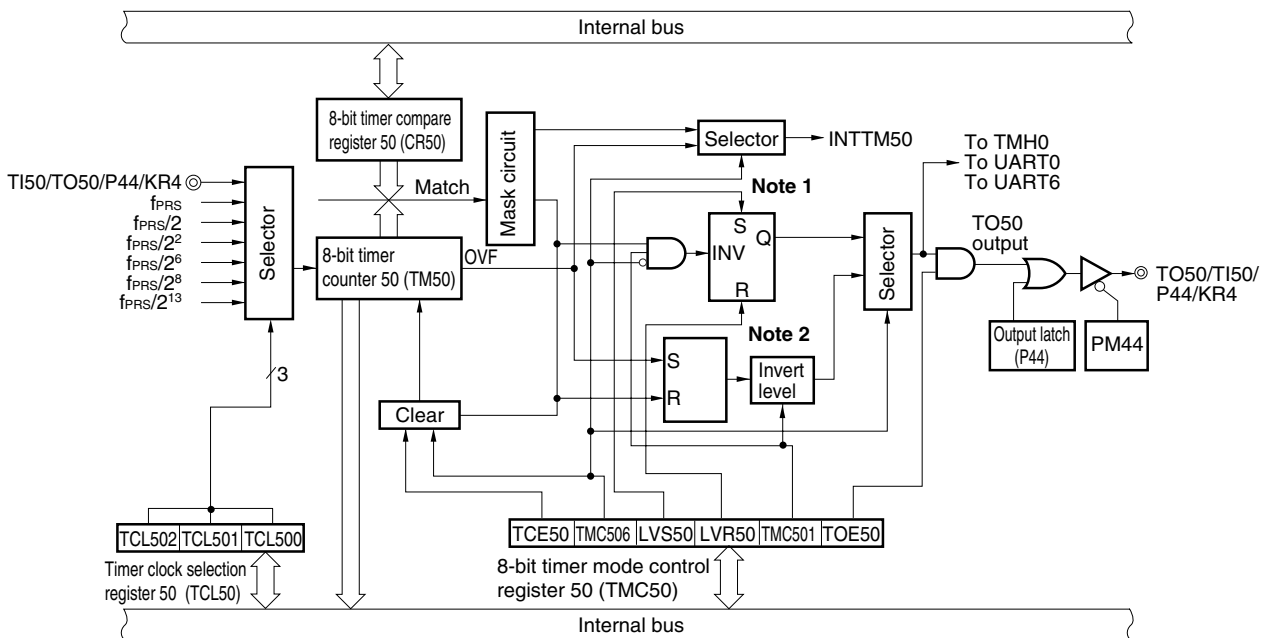 Internal bus
8-bit timer compare
register 50 (CR50)
Match
Mask circuit
Selector
INTTM50
To TMH0
To UART0
To UART6
TI50/TO50/P44/KR4
fPRS
fPRS/2
fPRS/2²
fPRS/2⁶
fPRS/2⁸
fPRS/2¹³
Selector
8-bit timer
counter 50 (TM50)
OVF
Note 1
S
INV
Q
R
Selector
TO50
output
TO50/TI50/
P44/KR4
Output latch
(P44)
PM44
Note 2
S
R
Invert
level
3
Clear
TCL502 TCL501 TCL500
Timer clock selection
register 50 (TCL50)
TCE50 TMC506 LVS50 LVR50 TMC501 TOE50
8-bit timer mode control
register 50 (TMC50)
Internal bus